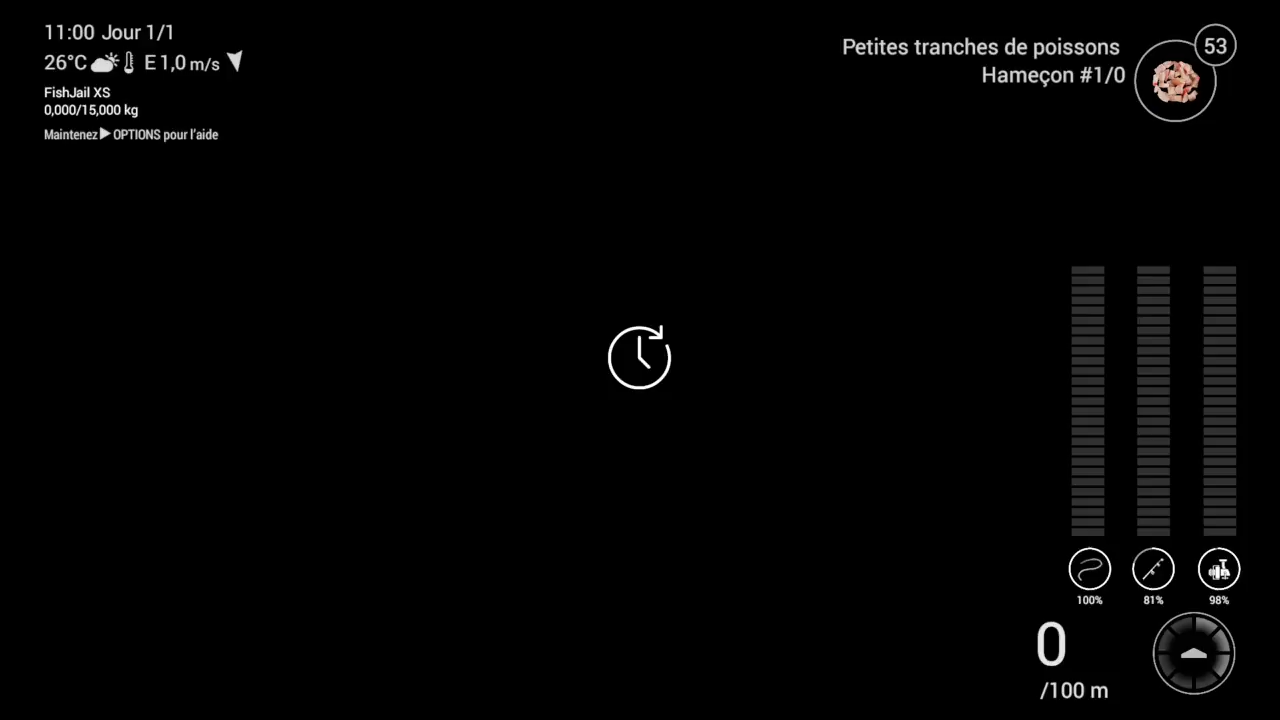 11:00 Jour 1/1
26°C E 1,0 m/s
FishJail XS
0,000/15,000 kg
Maintenez OPTIONS pour l'aide
Petites tranches de poissons
53
Hameçon #1/0
100% 81% 98%
0
/100 m